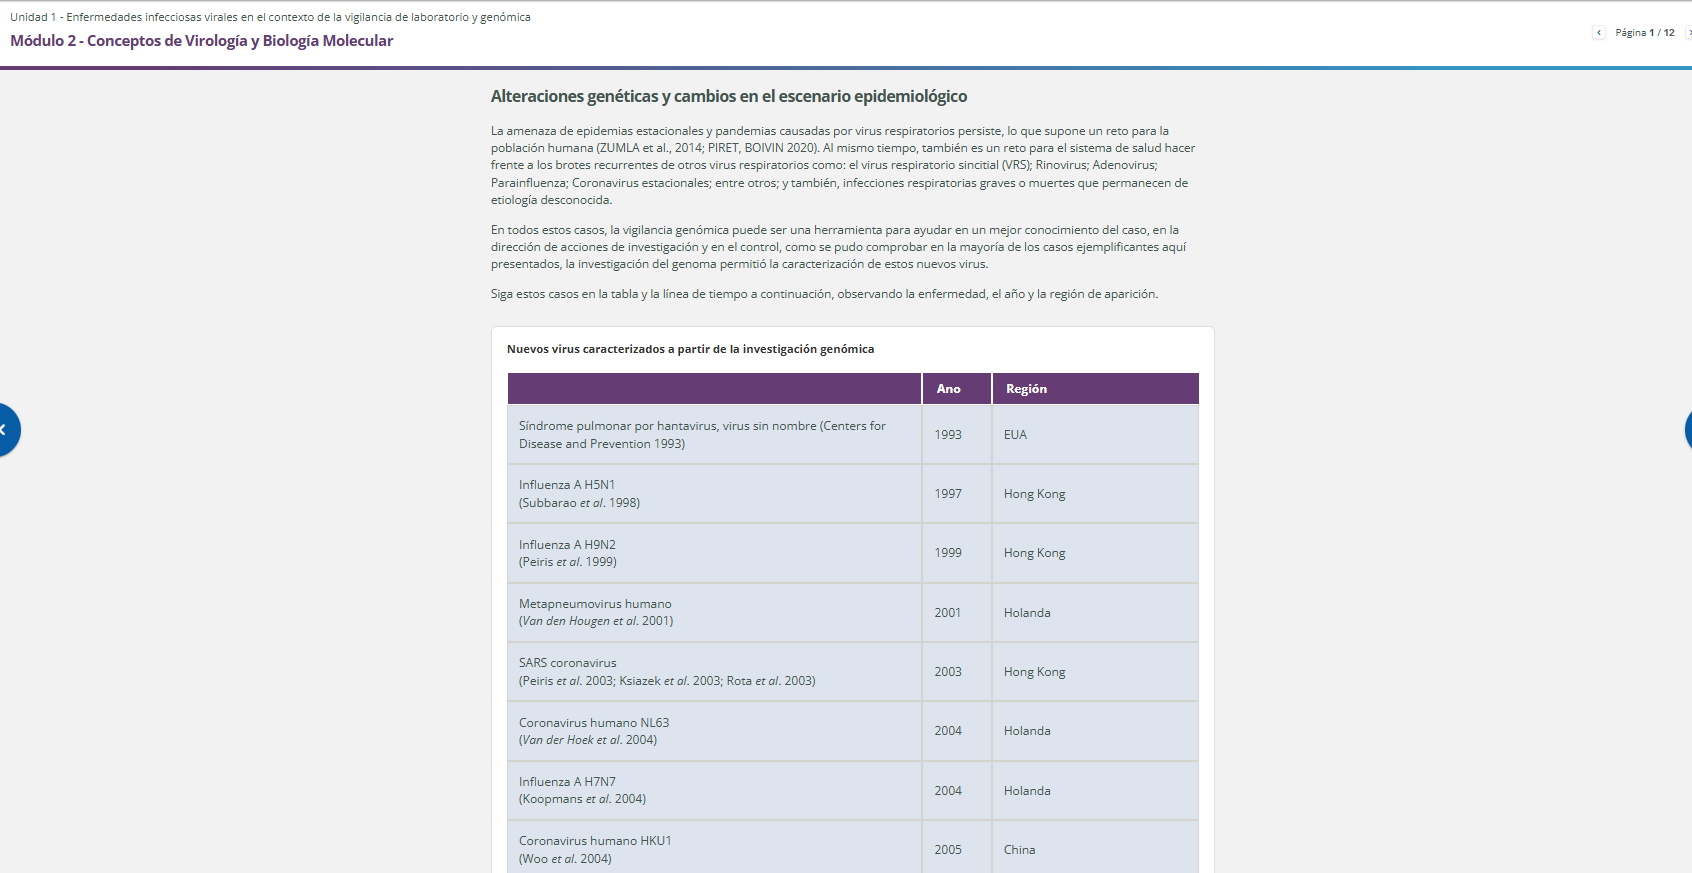 Unidad 1 - Enfermedades infecciosas virales en el contexto de la vigilancia de laboratorio y genómica
Módulo 2 - Conceptos de Virología y Biología Molecular
Página 1 / 12
Alteraciones genéticas y cambios en el escenario epidemiológico
La amenaza de epidemias estacionales y pandemias causadas por virus respiratorios persiste, lo que supone un reto para la
población humana (ZUMLA et al., 2014; PIRET, BOIVIN 2020). Al mismo tiempo, también es un reto para el sistema de salud hacer
frente a los brotes recurrentes de otros virus respiratorios como: el virus respiratorio sincitial (VRS); Rinovirus; Adenovirus;
Parainfluenza; Coronavirus estacionales; entre otros; y también, infecciones respiratorias graves o muertes que permanecen de
etiología desconocida.
En todos estos casos, la vigilancia genómica puede ser una herramienta para ayudar en un mejor conocimiento del caso, en la
dirección de acciones de investigación y en el control, como se pudo comprobar en la mayoría de los casos ejemplificantes aquí
presentados, la investigación del genoma permitió la caracterización de estos nuevos virus.
Siga estos casos en la tabla y la línea de tiempo a continuación, observando la enfermedad, el año y la región de aparición.
Nuevos virus caracterizados a partir de la investigación genómica
Ano Región
Síndrome pulmonar por hantavirus, virus sin nombre (Centers for
Disease and Prevention 1993)
1993 EUA
Influenza A H5N1
(Subbarao et al. 1998)
1997 Hong Kong
Influenza A H9N2
(Peiris et al. 1999)
1999 Hong Kong
Metapneumovirus humano
(Van den Hougen et al. 2001)
2001 Holanda
SARS coronavirus
(Peiris et al. 2003; Ksiazek et al. 2003; Rota et al. 2003)
2003 Hong Kong
Coronavirus humano NL63
(Van der Hoek et al. 2004)
2004 Holanda
Influenza A H7N7
(Koopmans et al. 2004)
2004 Holanda
Coronavirus humano HKU1
(Woo et al. 2004)
2005 China